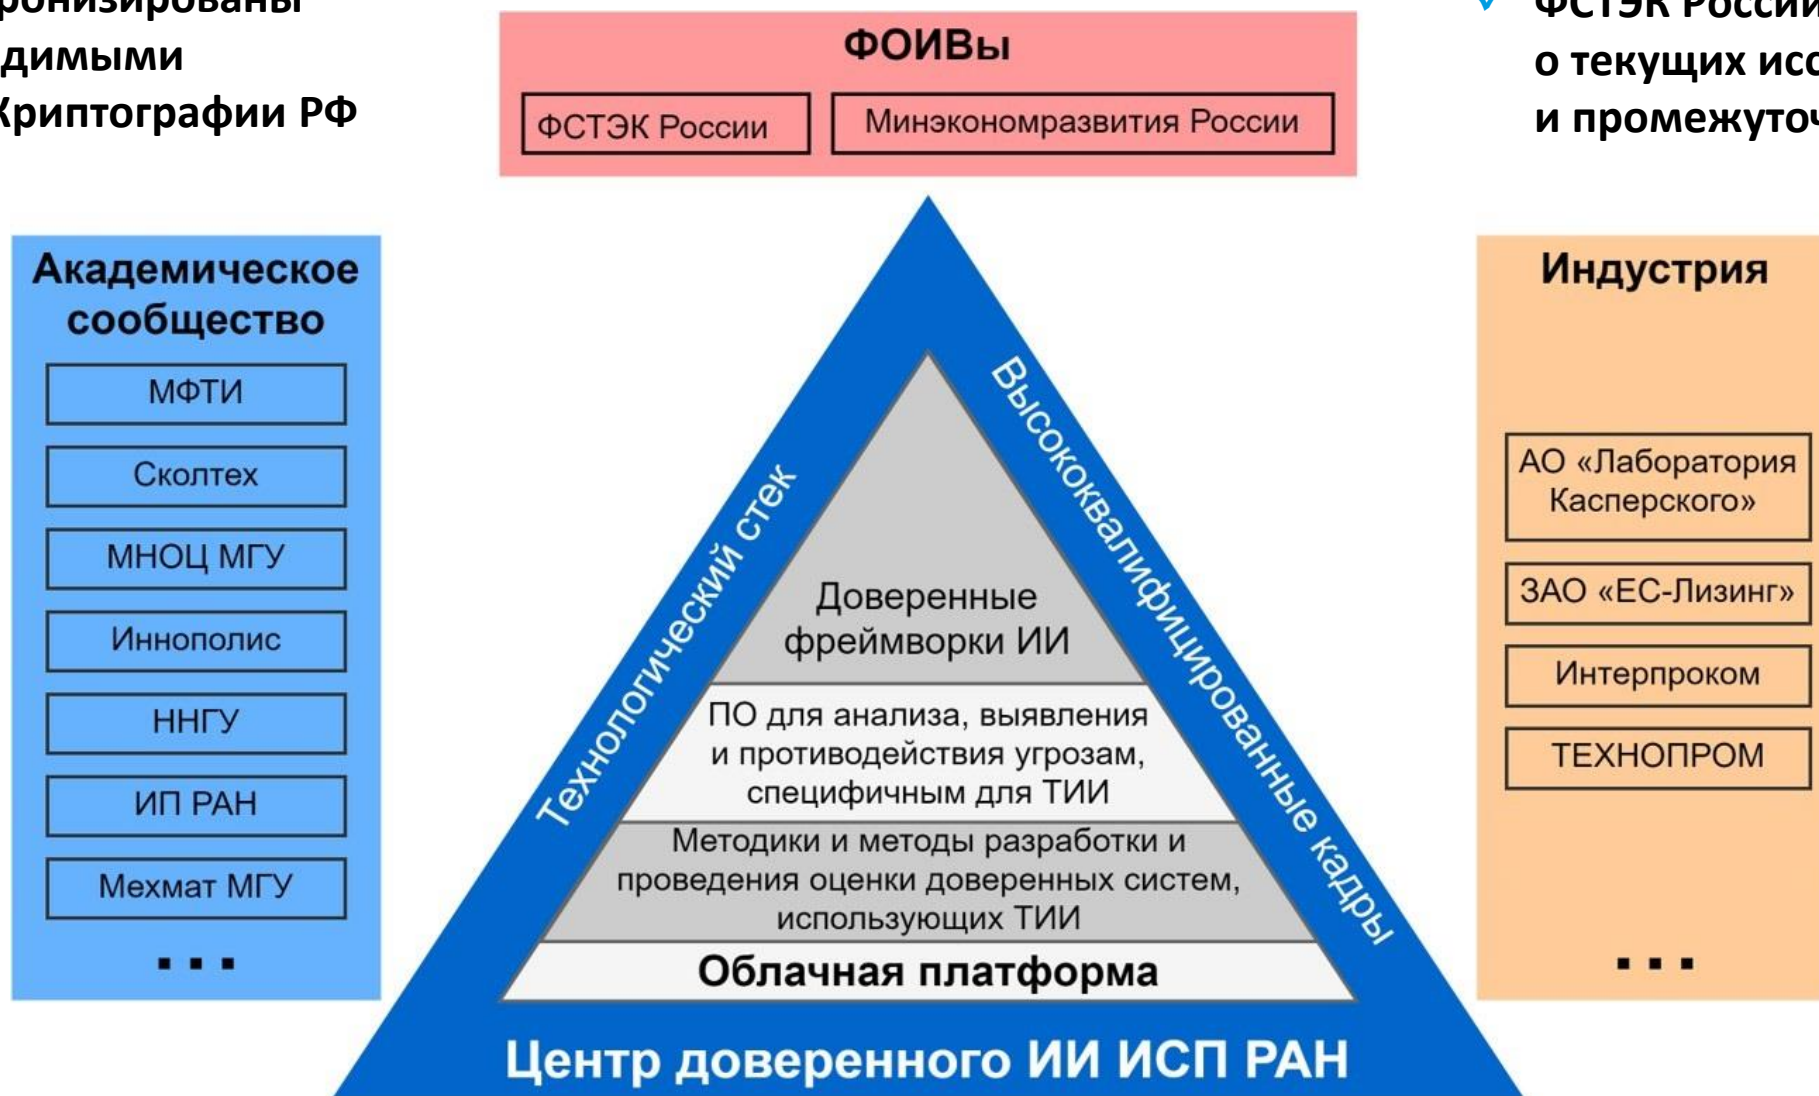 ронизированы
димыми
Криптографии РФ
ФОИВы
ФСТЭК России
Минэкономразвития России
ФСТЭК России
о текущих исс
и промежуточ
Академическое
сообщество
МФТИ
Сколтех
МНОЦ МГУ
Иннополис
ННГУ
ИП РАН
Мехмат МГУ
...
Технологический стек
Высококвалифицированные кадры
Доверенные
фреймворки ИИ
ПО для анализа, выявления
и противодействия угрозам,
специфичным для ТИИ
Методики и методы разработки и
проведения оценки доверенных систем,
использующих ТИИ
Облачная платформа
Центр доверенного ИИ ИСП РАН
Индустрия
АО «Лаборатория
Касперского»
ЗАО «ЕС-Лизинг»
Интерпроком
ТЕХНОПРОМ
...